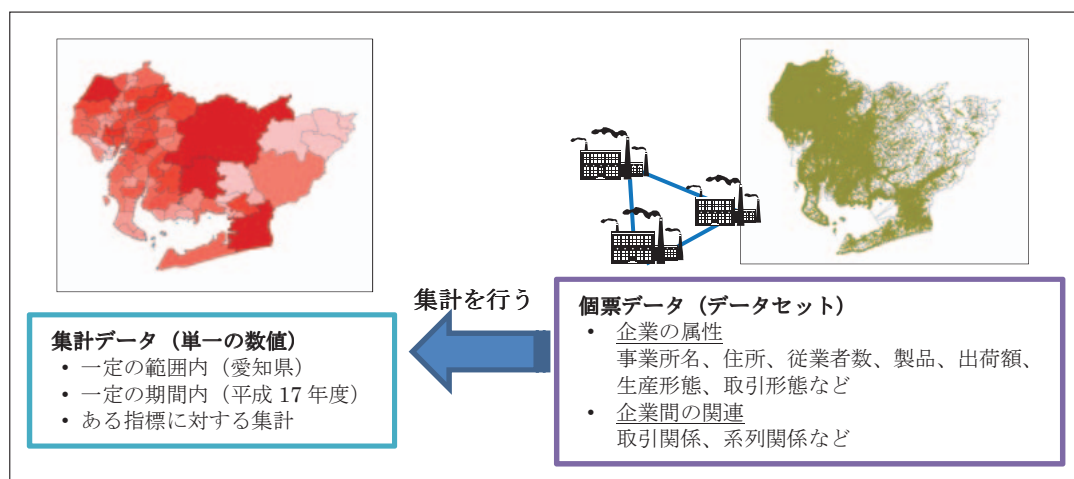 集計を行う
集計データ（単一の数値）
• 一定の範囲内（愛知県）
• 一定の期間内（平成 17 年度）
• ある指標に対する集計
個票データ（データセット）
• 企業の属性
事業所名、住所、従業者数、製品、出荷額、
生産形態、取引形態など
• 企業間の関連
取引関係、系列関係など